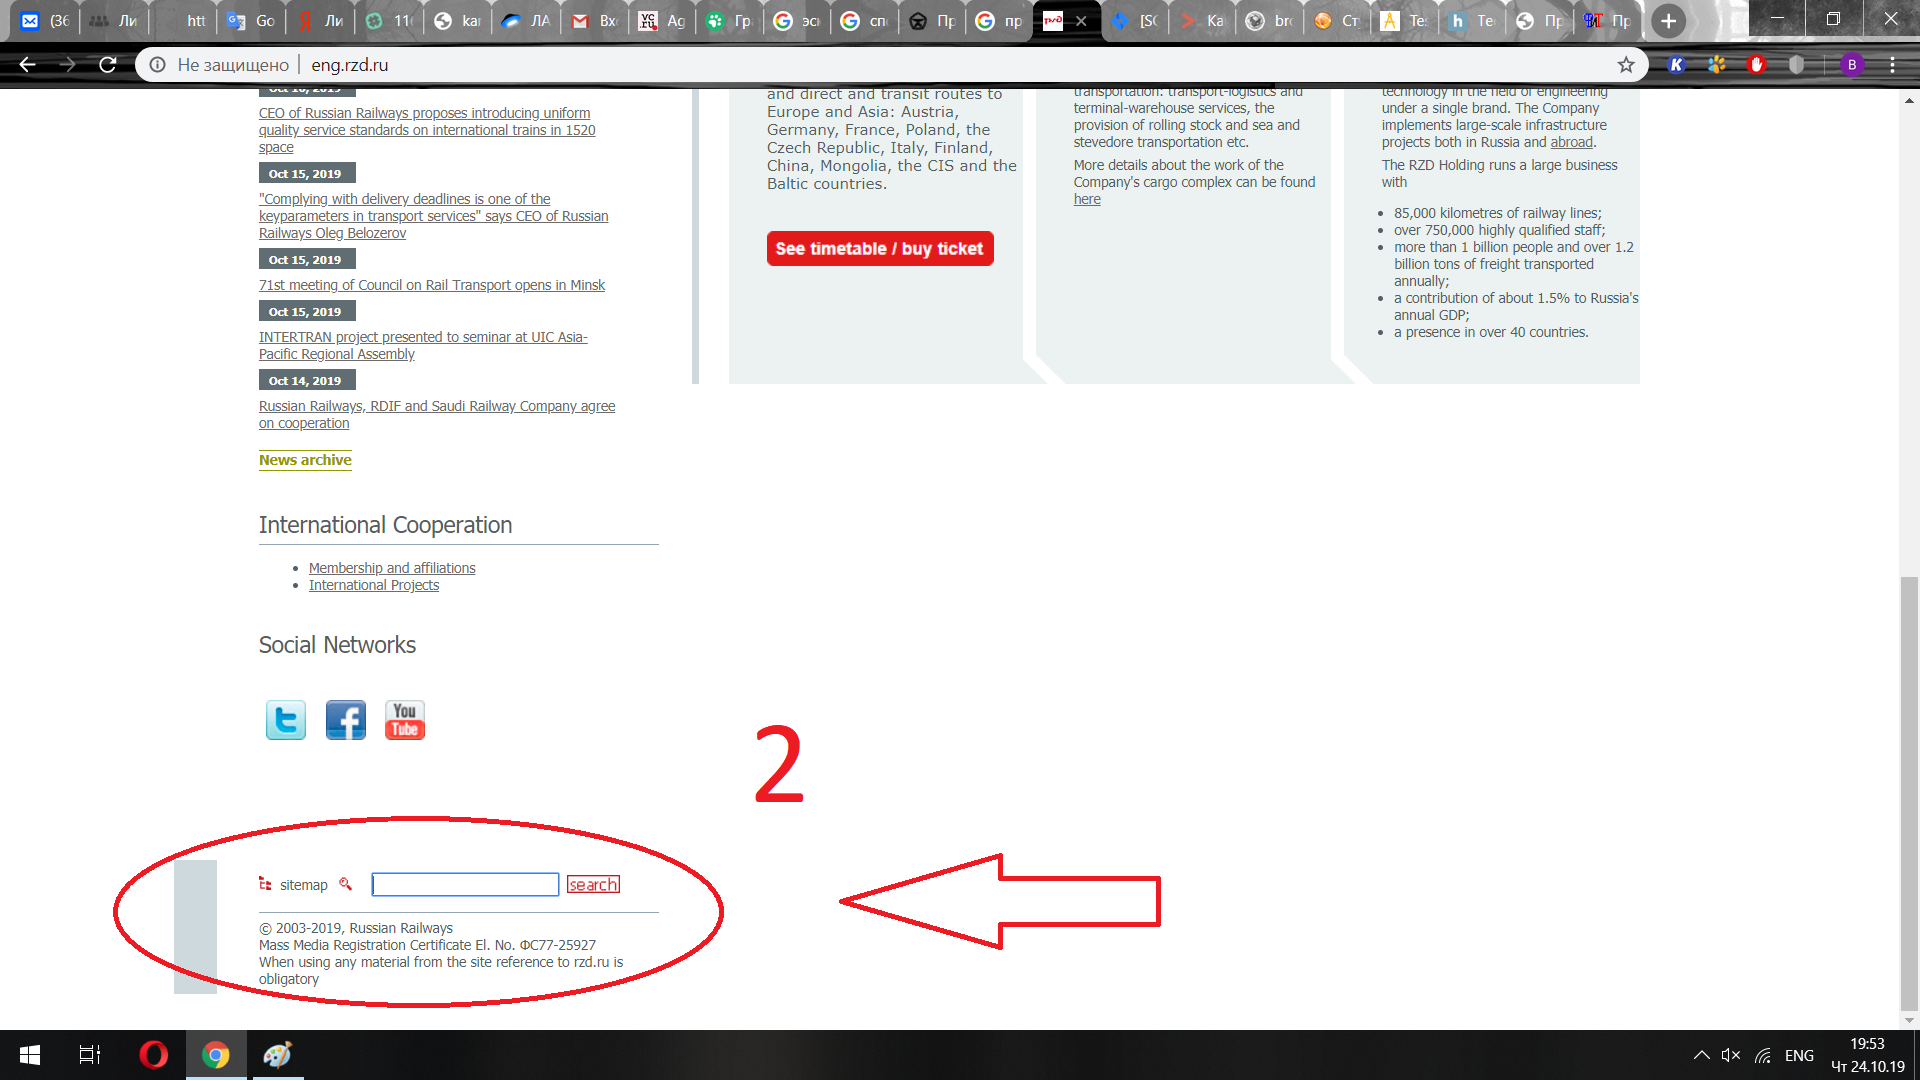 (36
Ли
htt
Go
Ли
110
kar
ЛА
Вх
Ag
Гр
эск
спо
Пр
пр
[SC
Ка
bro
Ст
Tes
Te
Пр
Пр
Не защищено eng.rzd.ru
CEO of Russian Railways proposes introducing uniform
quality service standards on international trains in 1520
space
Oct 15, 2019
"Complying with delivery deadlines is one of the
keyparameters in transport services" says CEO of Russian
Railways Oleg Belozerov
Oct 15, 2019
71st meeting of Council on Rail Transport opens in Minsk
Oct 15, 2019
INTERTRAN project presented to seminar at UIC Asia-
Pacific Regional Assembly
Oct 14, 2019
Russian Railways, RDIF and Saudi Railway Company agree
on cooperation
News archive
International Cooperation
Membership and affiliations
International Projects
Social Networks
You
Tube
sitemap search
© 2003-2019, Russian Railways
Mass Media Registration Certificate El. No. ФС77-25927
When using any material from the site reference to rzd.ru is
obligatory
and direct and transit routes to
Europe and Asia: Austria,
Germany, France, Poland, the
Czech Republic, Italy, Finland,
China, Mongolia, the CIS and the
Baltic countries.
See timetable / buy ticket
transportation: transport-logistics and
terminal-warehouse services, the
provision of rolling stock and sea and
stevedore transportation etc.
More details about the work of the
Company's cargo complex can be found
here
technology in the field of engineering
under a single brand. The Company
implements large-scale infrastructure
projects both in Russia and abroad.
The RZD Holding runs a large business
with
85,000 kilometres of railway lines;
over 750,000 highly qualified staff;
more than 1 billion people and over 1.2
billion tons of freight transported
annually;
a contribution of about 1.5% to Russia's
annual GDP;
a presence in over 40 countries.
2
ENG
19:53
Чт 24.10.19